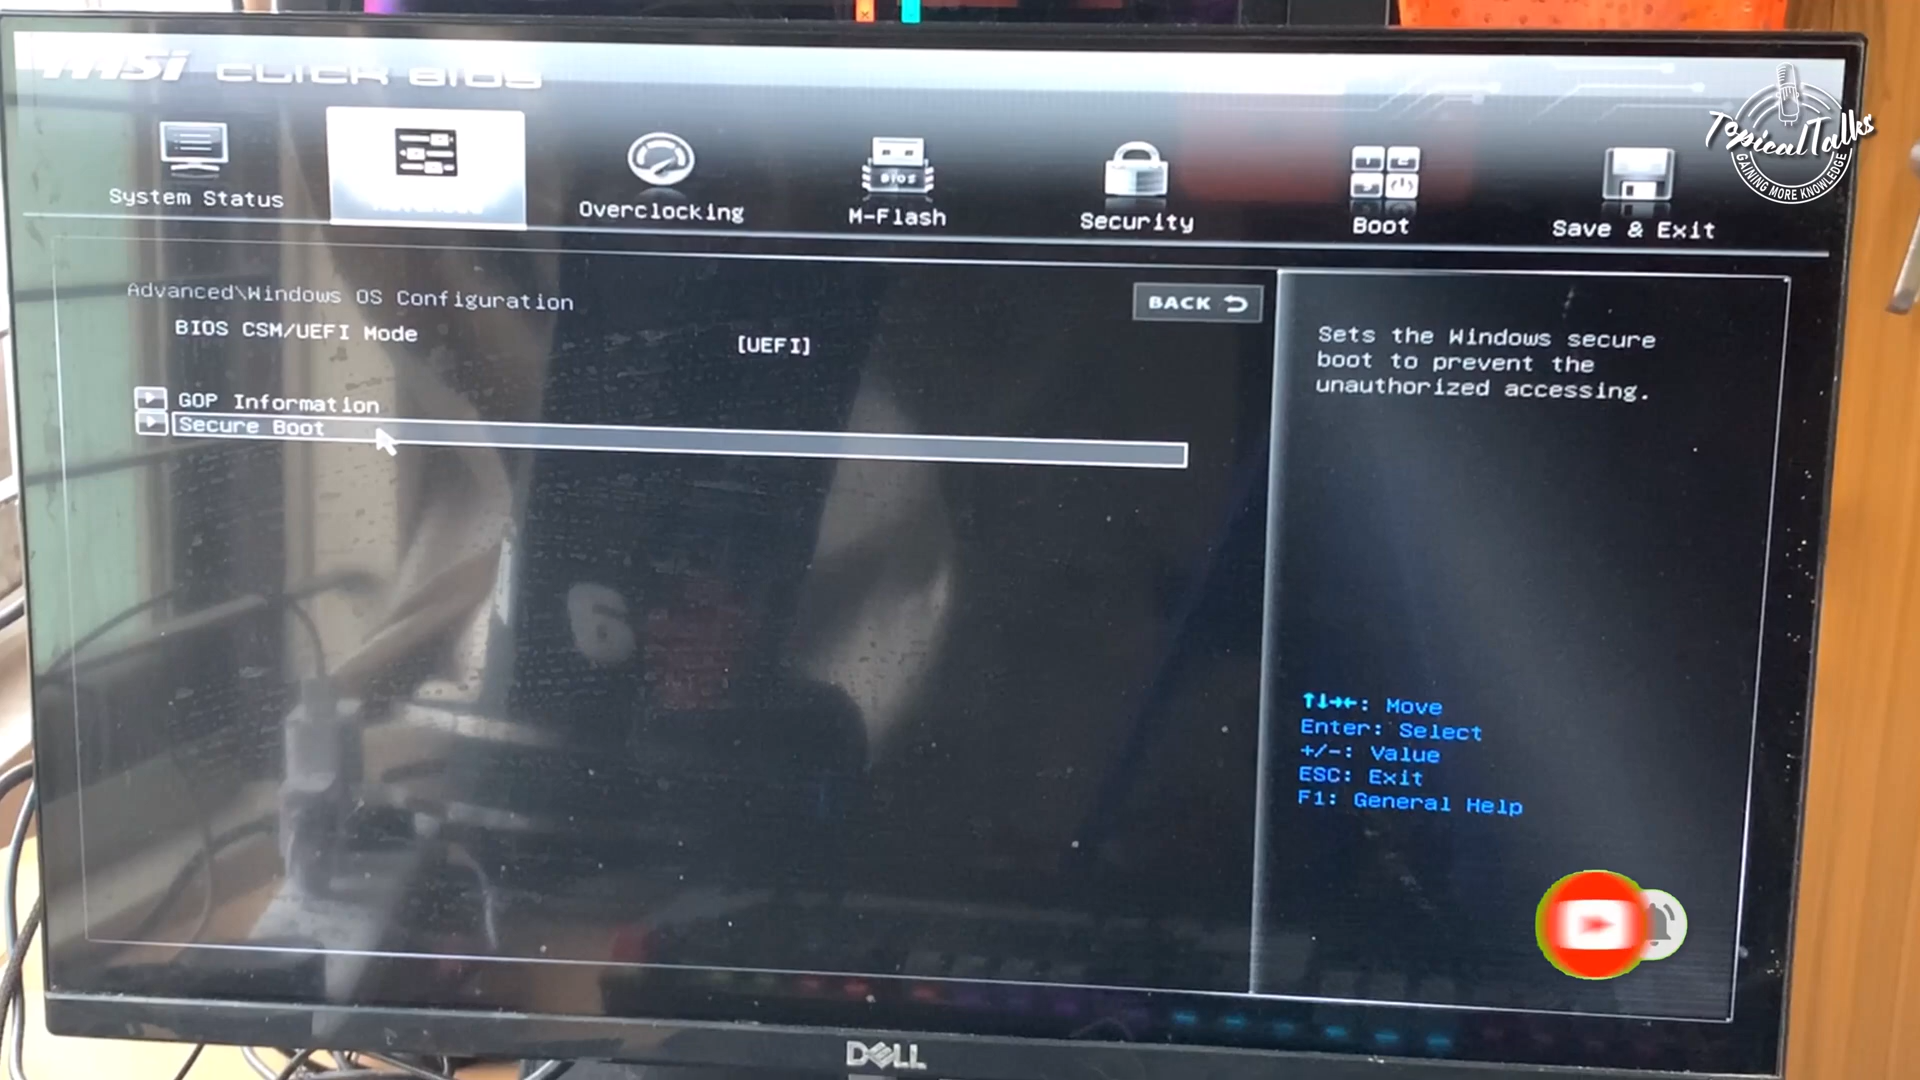 msi CLICK BIOS
TopicalTalks
GAINING MORE KNOWLEDGE
System Status
Overclocking
BIOS
M-Flash
Security
Boot
Save & Exit
Advanced\Windows OS Configuration
BACK
BIOS CSM/UEFI Mode
[UEFI]
GOP Information
Secure Boot
Sets the Windows secure
boot to prevent the
unauthorized accessing.
↑↓→←: Move
Enter: Select
+/-: Value
ESC: Exit
F1: General Help
DELL